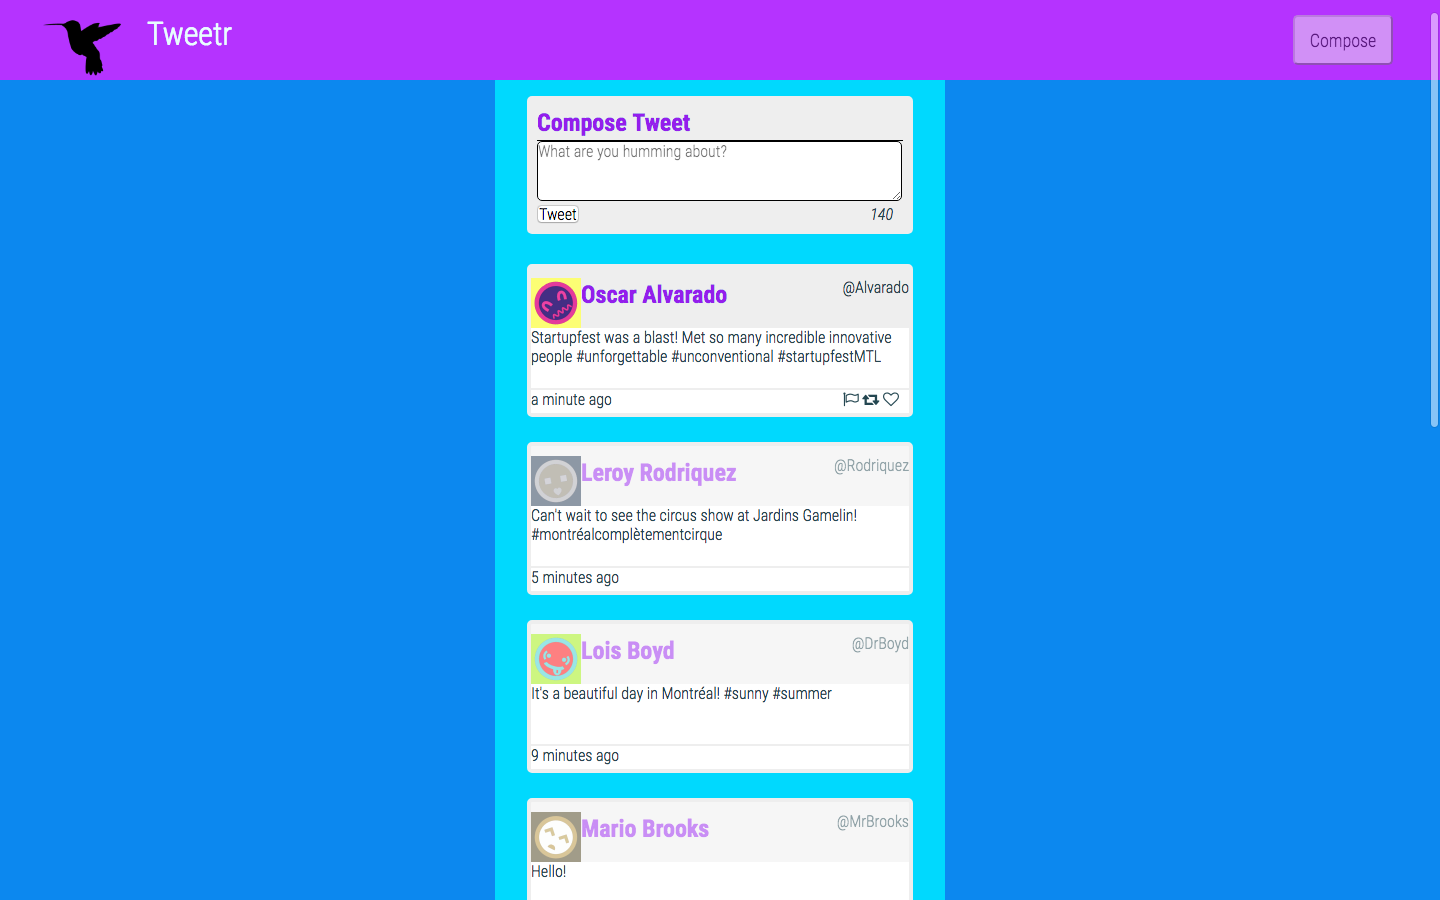 Tweetr
Compose
Compose Tweet
What are you humming about?
Tweet
140
Oscar Alvarado
@Alvarado
Startupfest was a blast! Met so many incredible innovative
people #unforgettable #unconventional #startupfestMTL
a minute ago
Leroy Rodriquez
@Rodriquez
Can't wait to see the circus show at Jardins Gamelin!
#montréalcomplètementcirque
5 minutes ago
Lois Boyd
@DrBoyd
It's a beautiful day in Montréal! #sunny #summer
9 minutes ago
Mario Brooks
@MrBrooks
Hello!